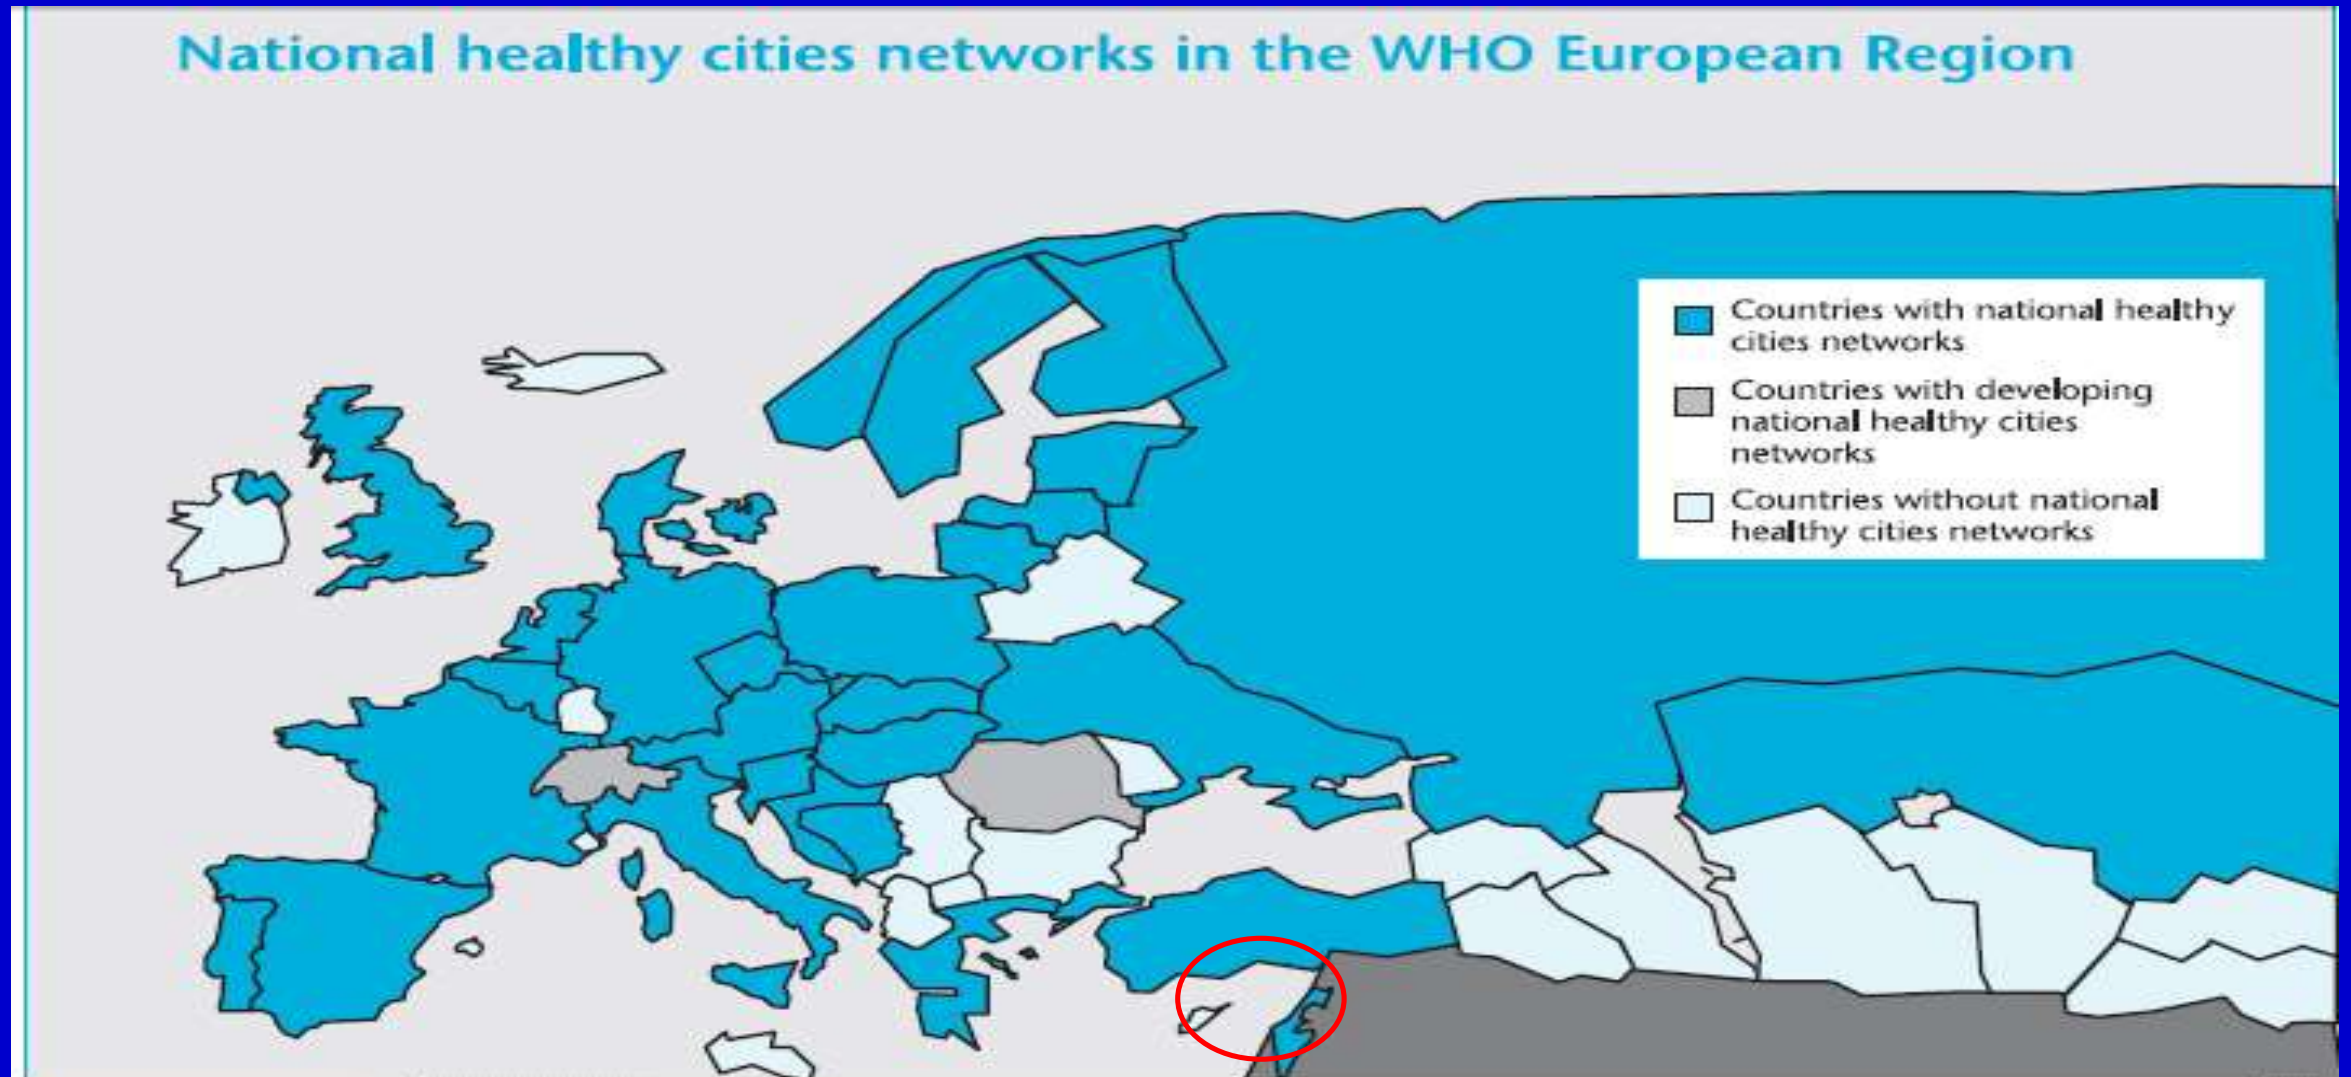 National healthy cities networks in the WHO European Region
Countries with national healthy
cities networks
Countries with developing
national healthy cities
networks
Countries without national
healthy cities networks